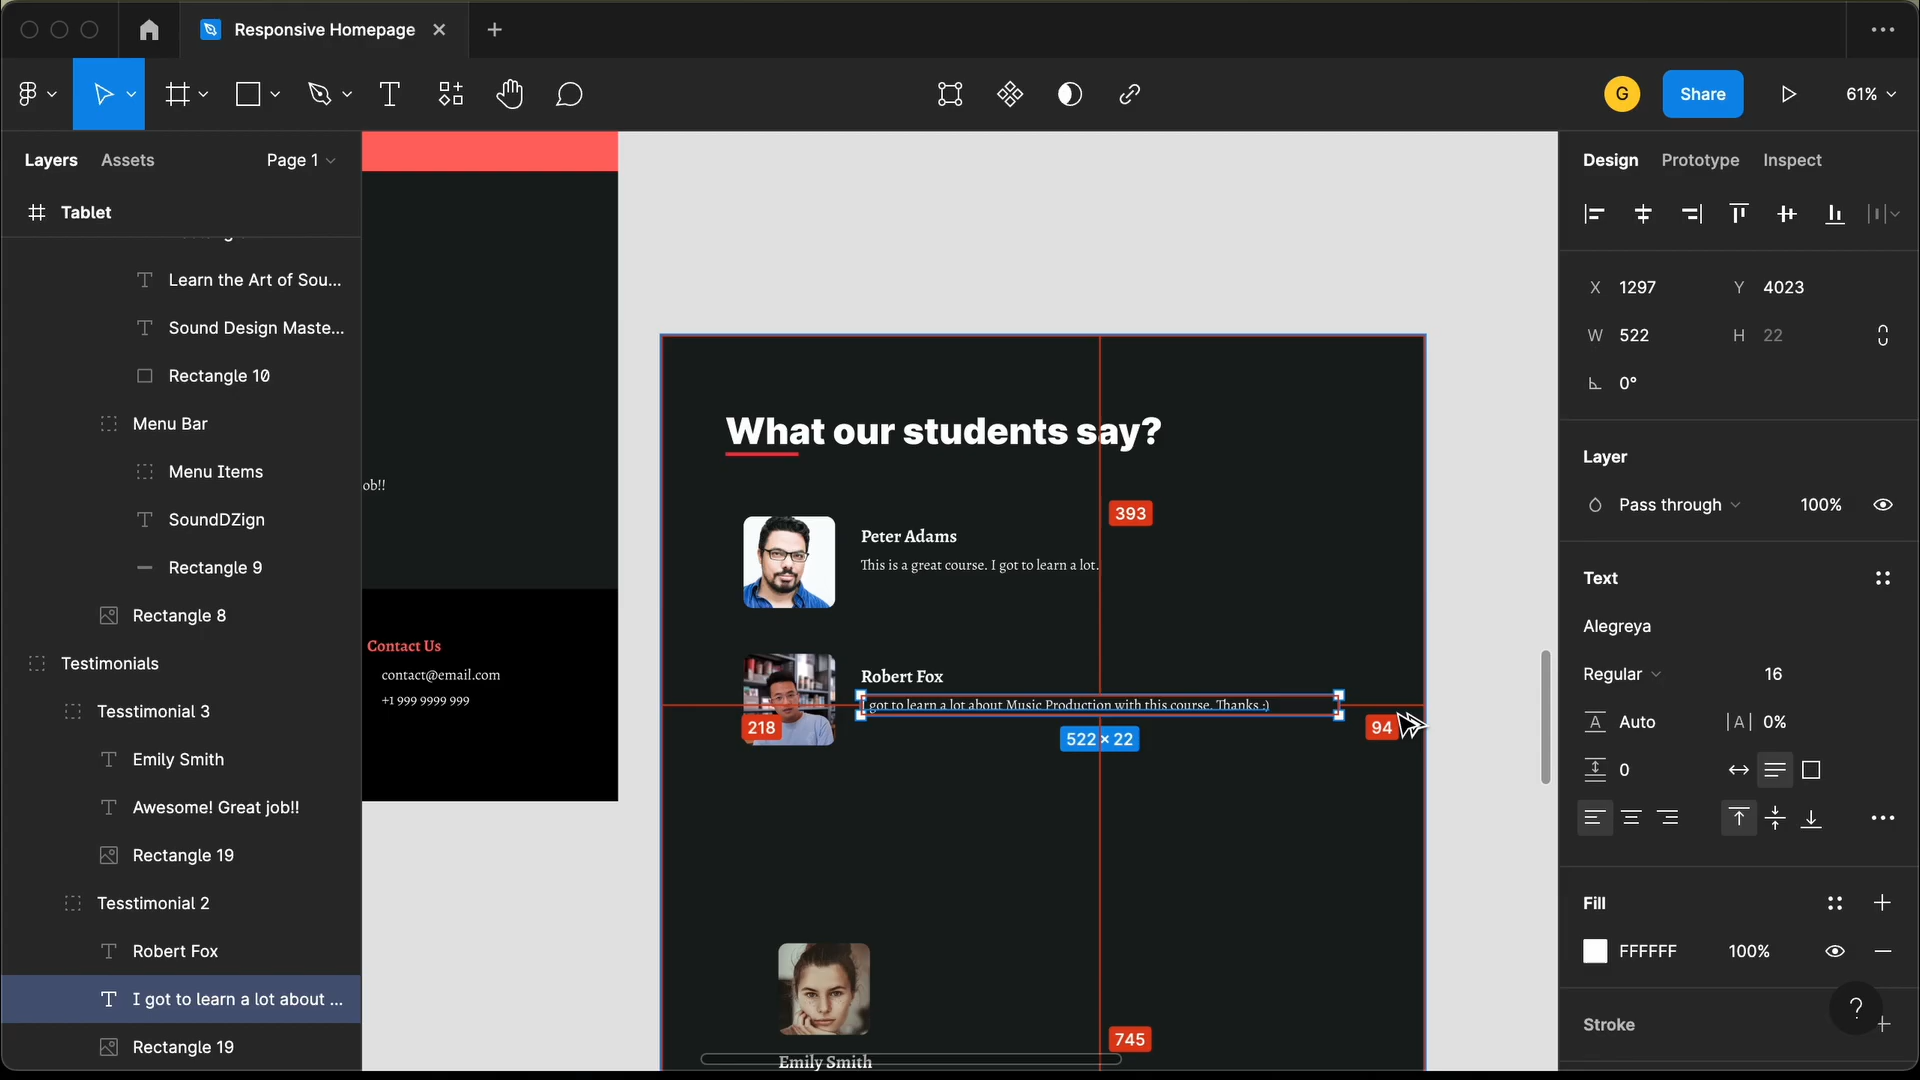 Responsive Homepage
G
Share
61%
Layers
Assets
Page 1
Tablet
Learn the Art of Sou...
Sound Design Maste...
Rectangle 10
Menu Bar
Menu Items
SoundDZign
Rectangle 9
Rectangle 8
Testimonials
Tesstimonial 3
Emily Smith
Awesome! Great job!!
Rectangle 19
Tesstimonial 2
Robert Fox
I got to learn a lot about ...
Rectangle 19
ob!!
Contact Us
contact@email.com
+1 999 9999 999
What our students say?
393
Peter Adams
This is a great course. I got to learn a lot.
Robert Fox
I got to learn a lot about Music Production with this course. Thanks :)
218
522 × 22
94
745
Emily Smith
Design
Prototype
Inspect
X 1297
Y 4023
W 522
H 22
0°
Layer
Pass through
100%
Text
Alegreya
Regular
16
Auto
|A| 0%
0
Fill
FFFFFF
100%
?
Stroke